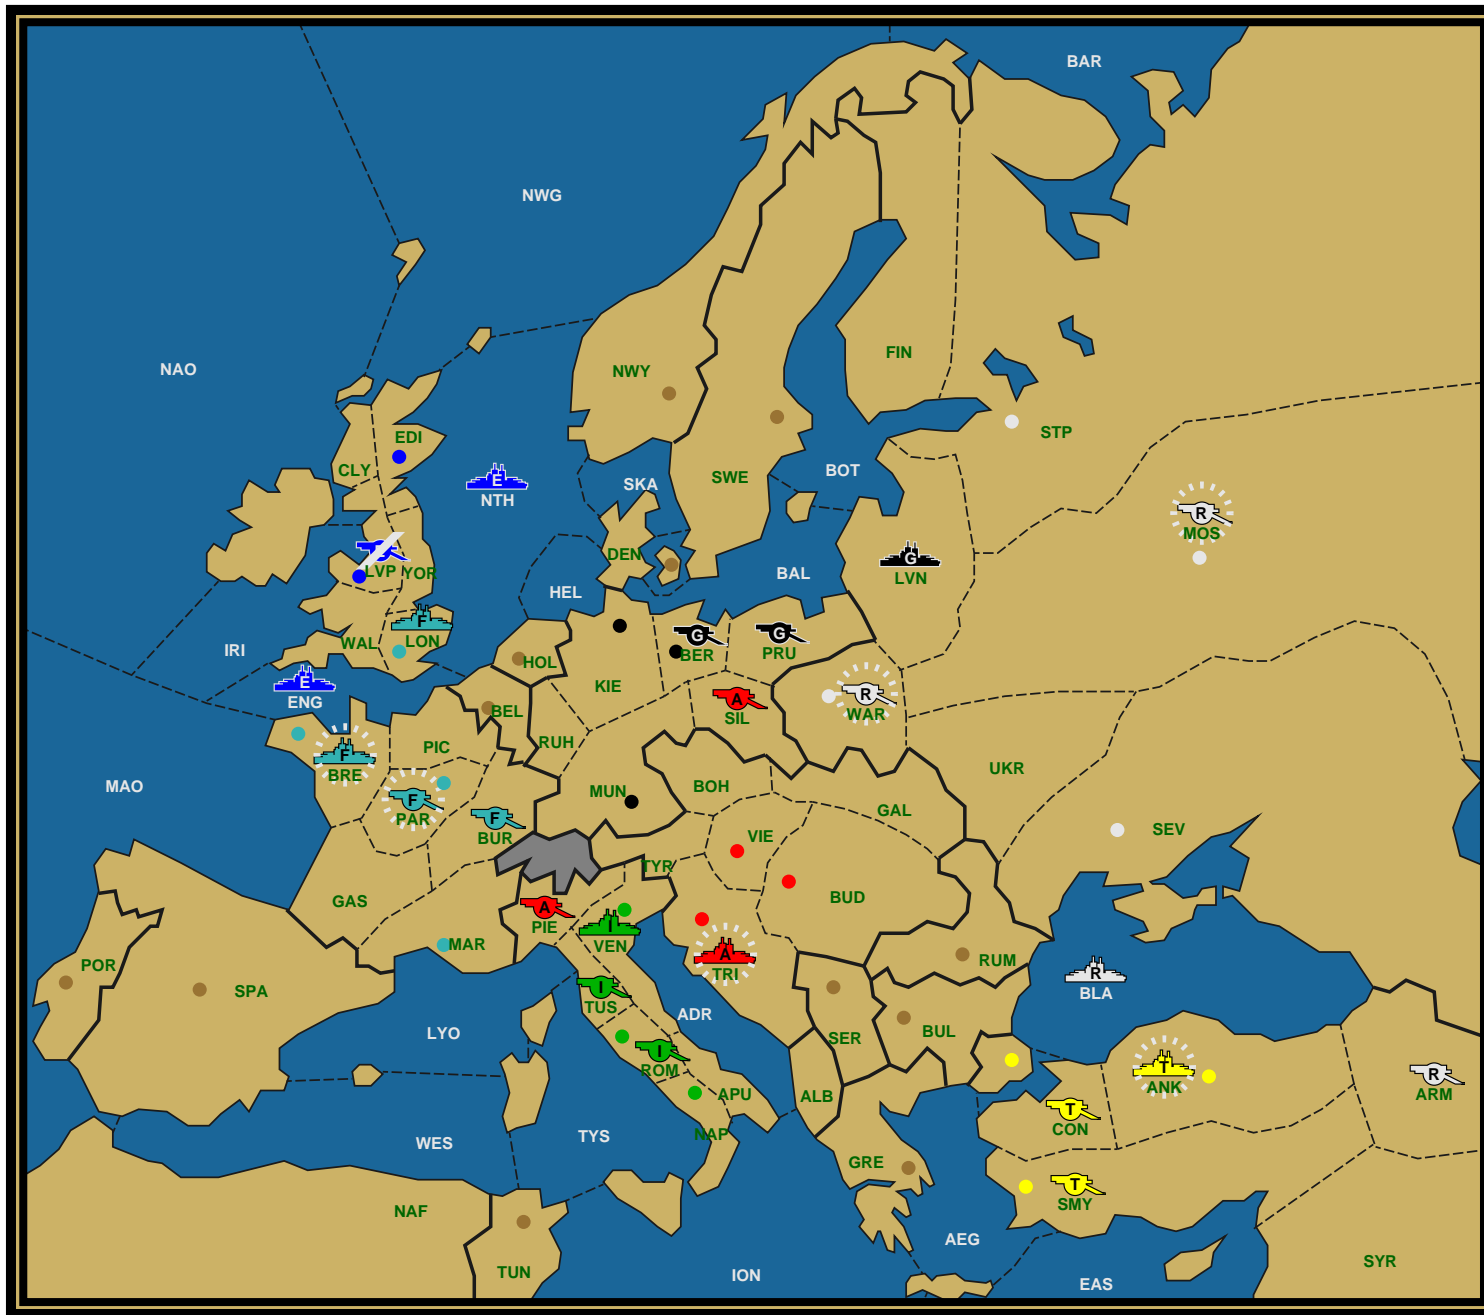 BAR
NWG
NAO
FIN
NWY
STP
EDI
SWE
CLY
BOT
SKA
E
NTH
R
MOS
DEN
G
LVN
LVP
YOR
BAL
HEL
F
LON
G
BER
G
PRU
IRI
WAL
HOL
KIE
E
ENG
A
SIL
R
WAR
BEL
RUH
PIC
F
BRE
UKR
MAO
MUN
BOH
F
PAR
GAL
F
BUR
VIE
SEV
TYR
GAS
BUD
A
PIE
I
VEN
MAR
A
TRI
RUM
POR
SPA
R
BLA
I
TUS
ADR
LYO
SER
BUL
I
ROM
T
ANK
R
ARM
APU
ALB
T
CON
NAP
WES
TYS
GRE
T
SMY
NAF
AEG
SYR
TUN
ION
EAS